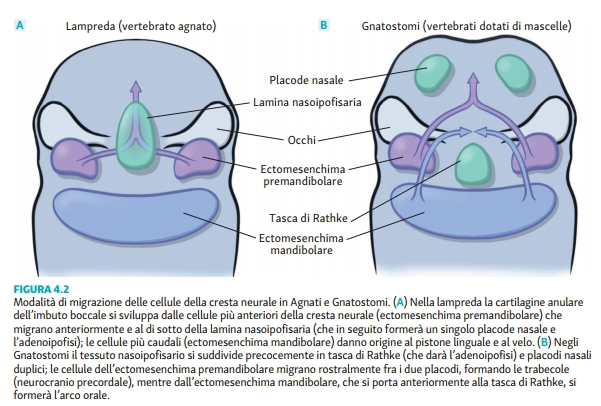 A Lampreda (vertebrato agnato)
B Gnatostomi (vertebrati dotati di mascelle)
Placode nasale
Lamina nasoipofisaria
Occhi
Ectomesenchima
premandibolare
Tasca di Rathke
Ectomesenchima
mandibolare
FIGURA 4.2
Modalità di migrazione delle cellule della cresta neurale in Agnati e Gnatostomi. (A) Nella lampreda la cartilagine anulare
dell'imbuto boccale si sviluppa dalle cellule più anteriori della cresta neurale (ectomesenchima premandibolare) che
migrano anteriormente e al di sotto della lamina nasoipofisaria (che in seguito formerà un singolo placode nasale e
l'adenoipofisi); le cellule più caudali (ectomesenchima mandibolare) danno origine al pistone linguale e al velo. (B) Negli
Gnatostomi il tessuto nasoipofisario si suddivide precocemente in tasca di Rathke (che darà l'adenoipofisi) e placodi nasali
duplici; le cellule dell'ectomesenchima premandibolare migrano rostralmente fra i due placodi, formando le trabecole
(neurocranio precordale), mentre dall'ectomesenchima mandibolare, che si porta anteriormente alla tasca di Rathke, si
formerà l'arco orale.